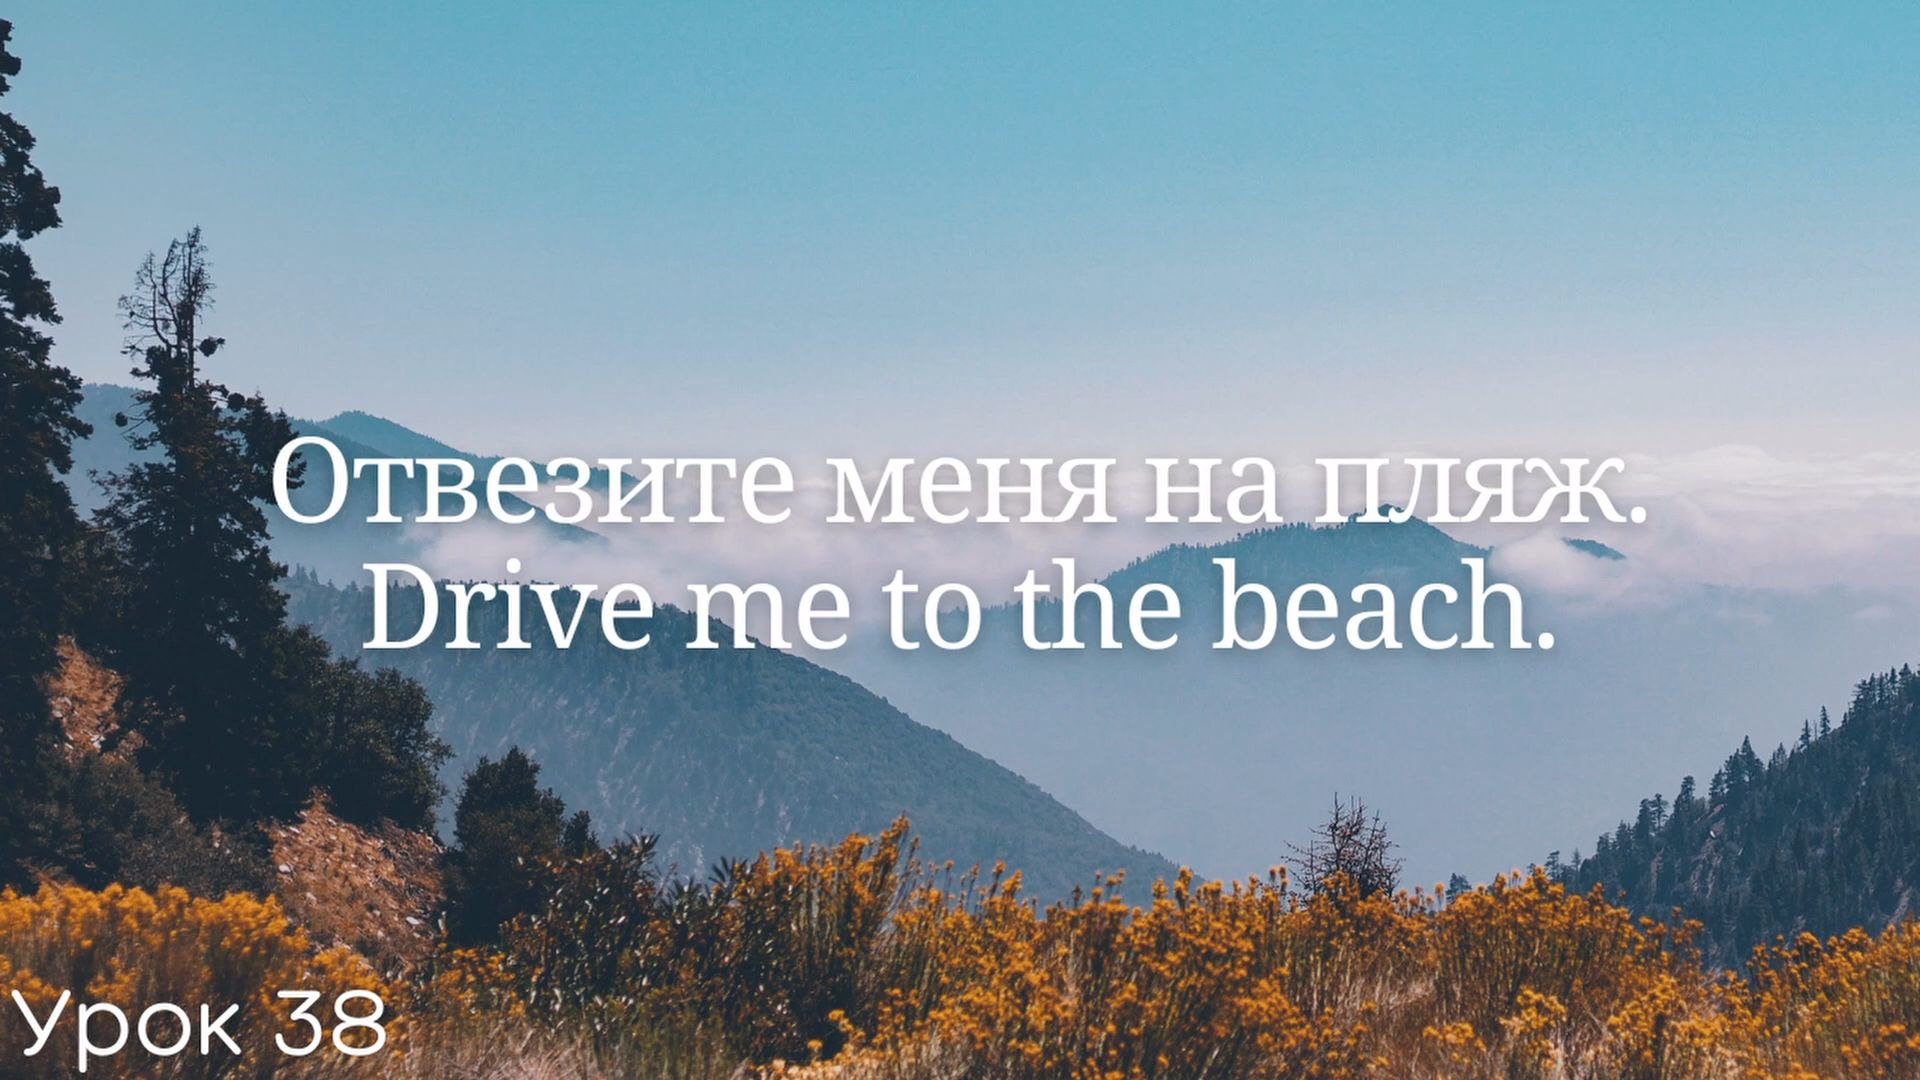 Отвезите меня на пляж.
Drive me to the beach.
Урок 38